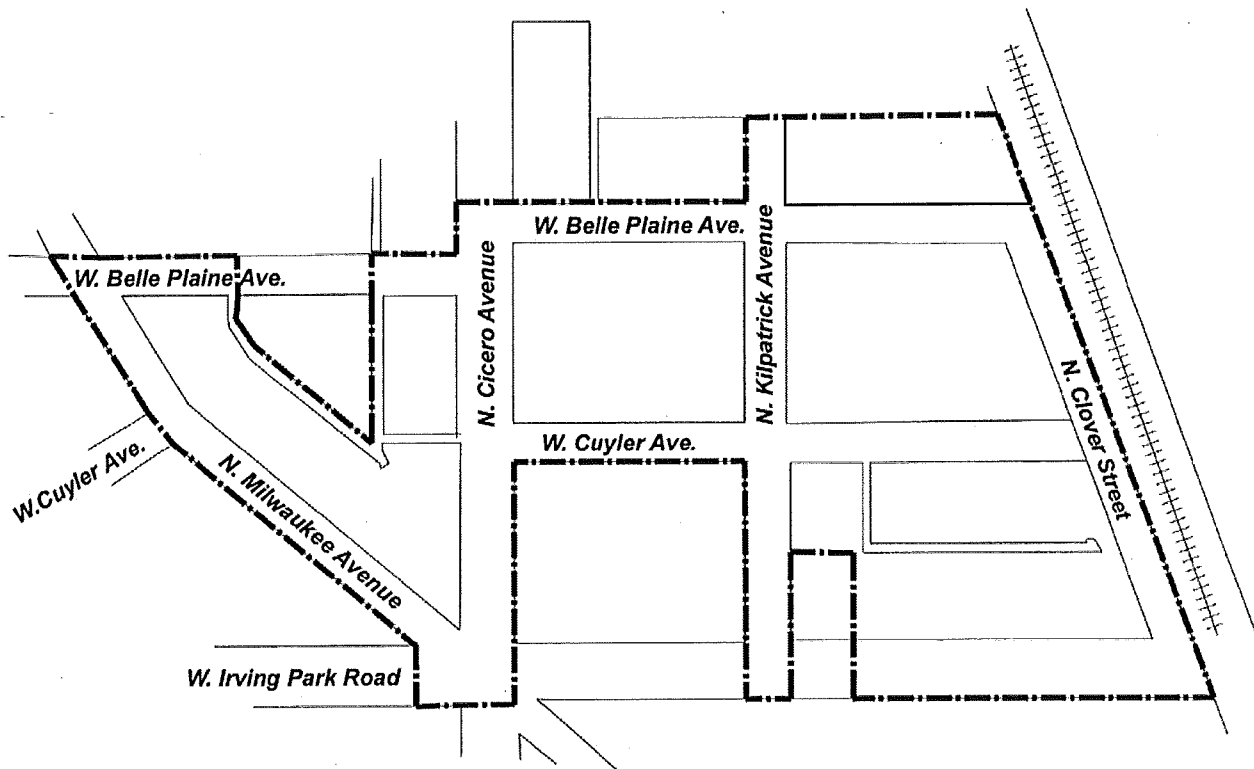 W. Belle Plaine Ave.
W. Belle Plaine Ave.
N. Cicero Avenue
N. Kilpatrick Avenue
N. Clover Street
W. Cuyler Ave.
W.Cuyler Ave.
N. Milwaukee Avenue
W. Irving Park Road